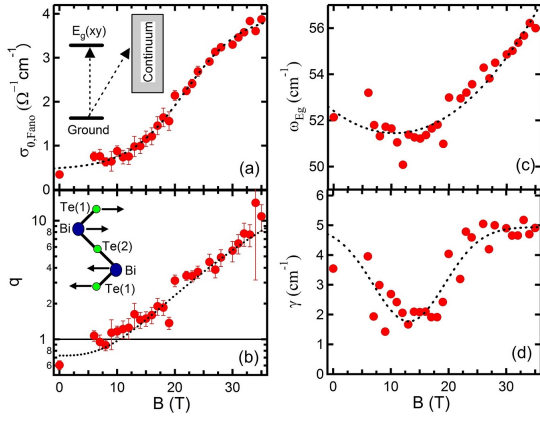 4
3
2
1
0
σ0,Fano (Ω-1 cm-1)
Eg(xy)
Continuum
Ground
(a)
10
8
6
4
2
1
8
6
q
Te(1)
Bi
Te(2)
Bi
Te(1)
(b)
0
10
20
30
B (T)
56
54
52
50
ωEg (cm-1)
(c)
6
5
4
3
2
1
0
γ (cm-1)
(d)
0
10
20
30
B (T)